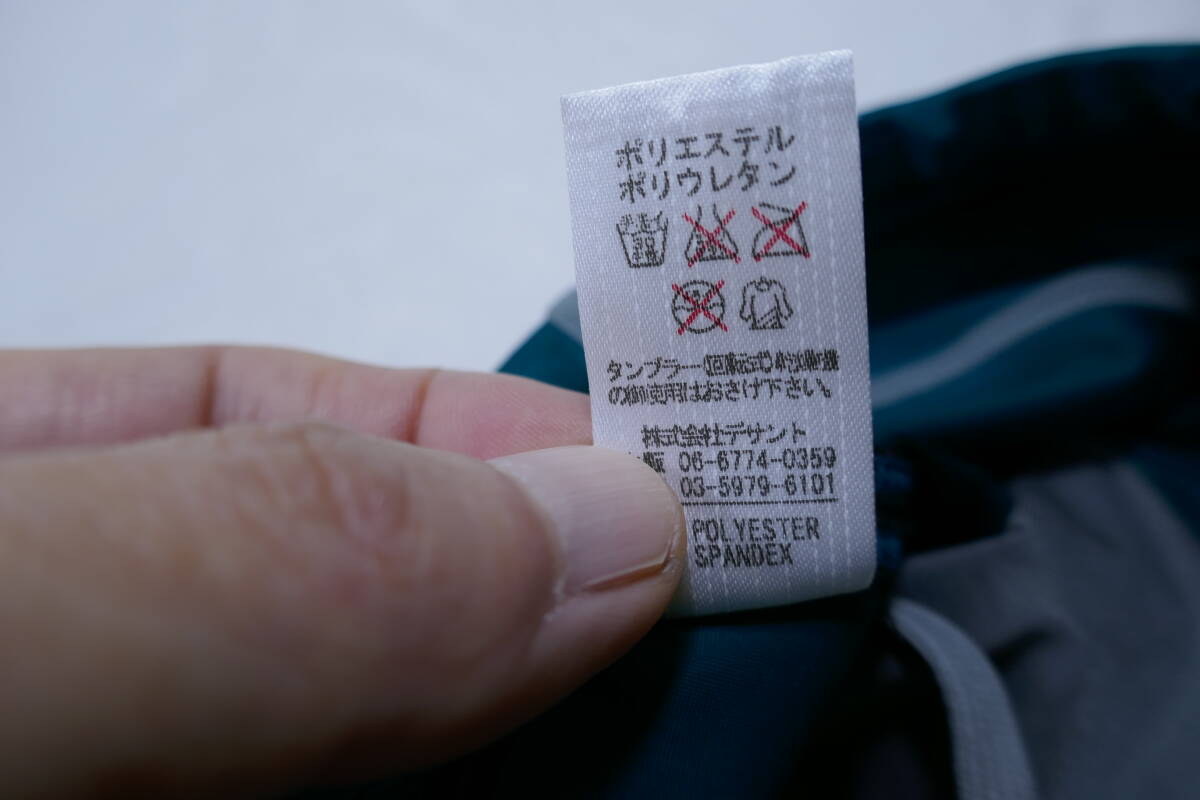 ポリエステル
ポリウレタン
タンブラー(回転式)乾燥機
の御使用はおさけ下さい。
株式会社デサント
阪 06-6774-0359
03-5979-6101
POLYESTER
SPANDEX